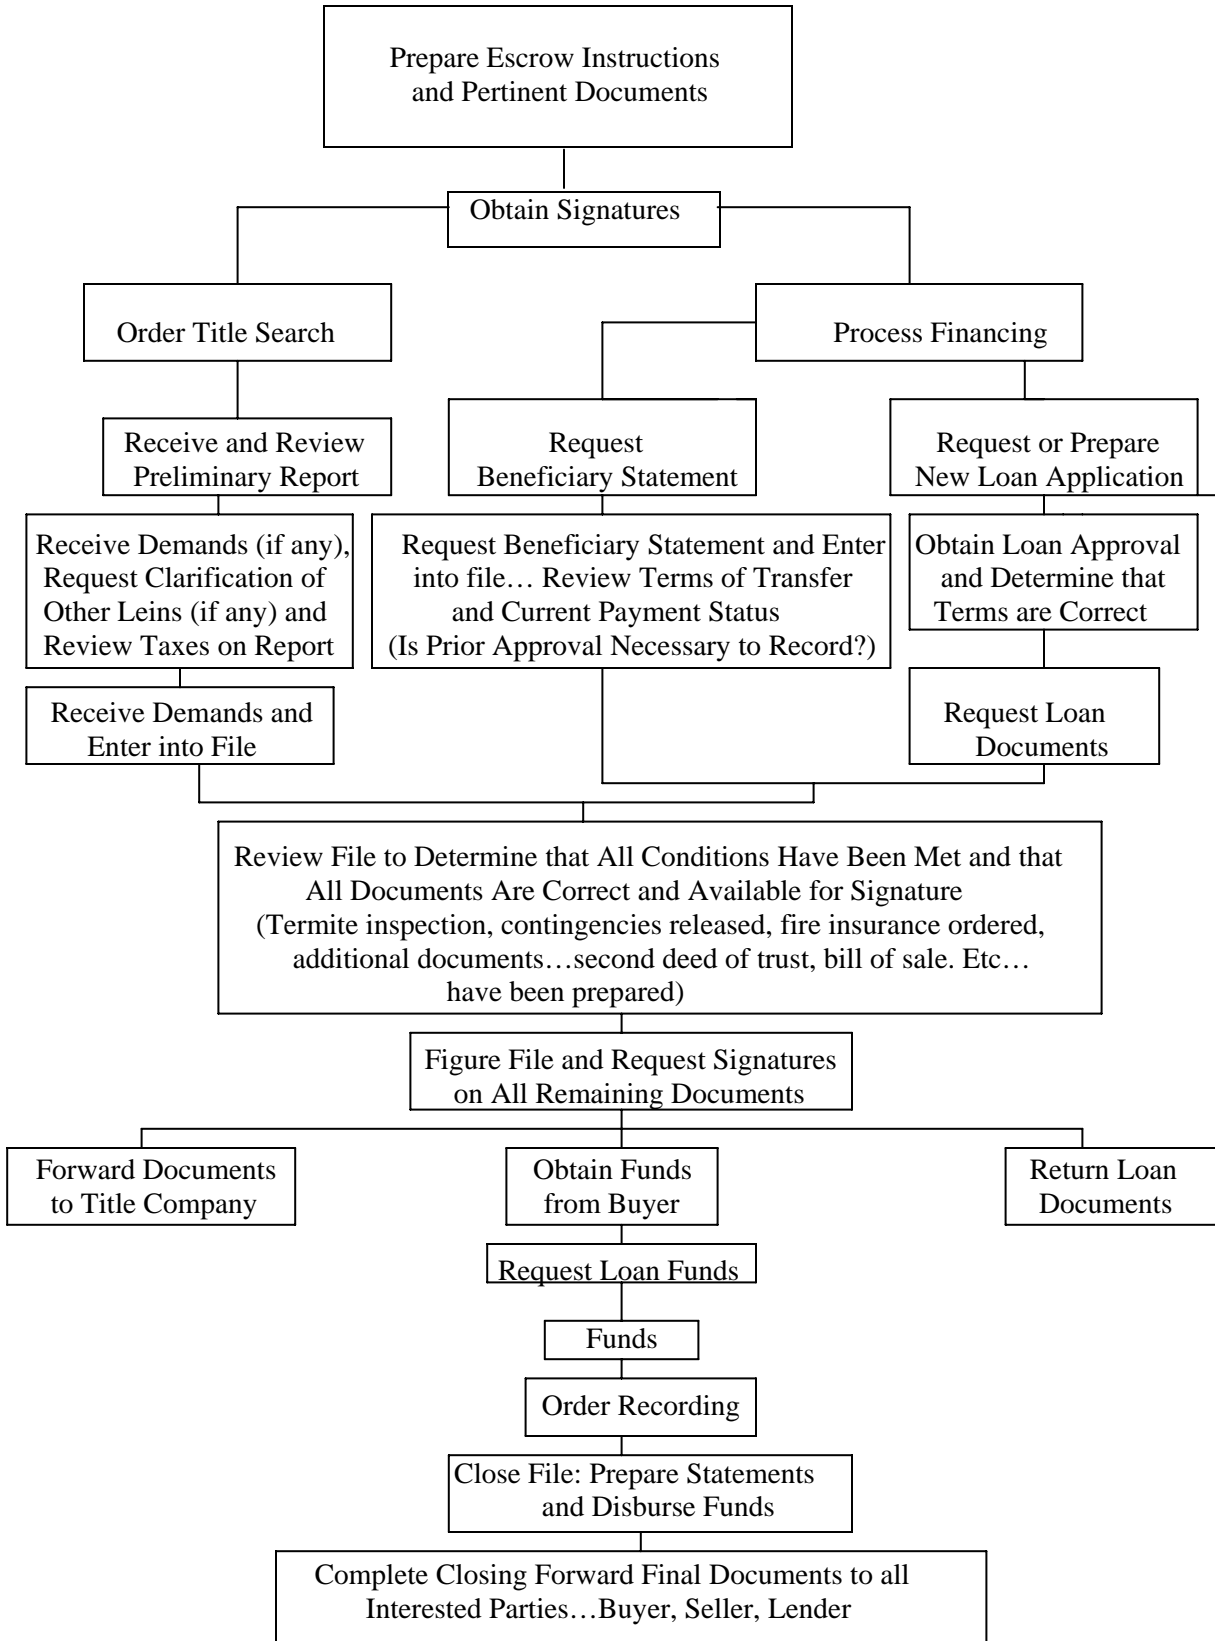 Prepare Escrow Instructions
and Pertinent Documents
Obtain Signatures
Order Title Search
Process Financing
Receive and Review
Preliminary Report
Request
Beneficiary Statement
Request or Prepare
New Loan Application
Receive Demands (if any),
Request Clarification of
Other Leins (if any) and
Review Taxes on Report
Request Beneficiary Statement and Enter
into file… Review Terms of Transfer
and Current Payment Status
(Is Prior Approval Necessary to Record?)
Obtain Loan Approval
and Determine that
Terms are Correct
Receive Demands and
Enter into File
Request Loan
Documents
Review File to Determine that All Conditions Have Been Met and that
All Documents Are Correct and Available for Signature
(Termite inspection, contingencies released, fire insurance ordered,
additional documents…second deed of trust, bill of sale. Etc…
have been prepared)
Figure File and Request Signatures
on All Remaining Documents
Forward Documents
to Title Company
Obtain Funds
from Buyer
Return Loan
Documents
Request Loan Funds
Funds
Order Recording
Close File: Prepare Statements
and Disburse Funds
Complete Closing Forward Final Documents to all
Interested Parties…Buyer, Seller, Lender